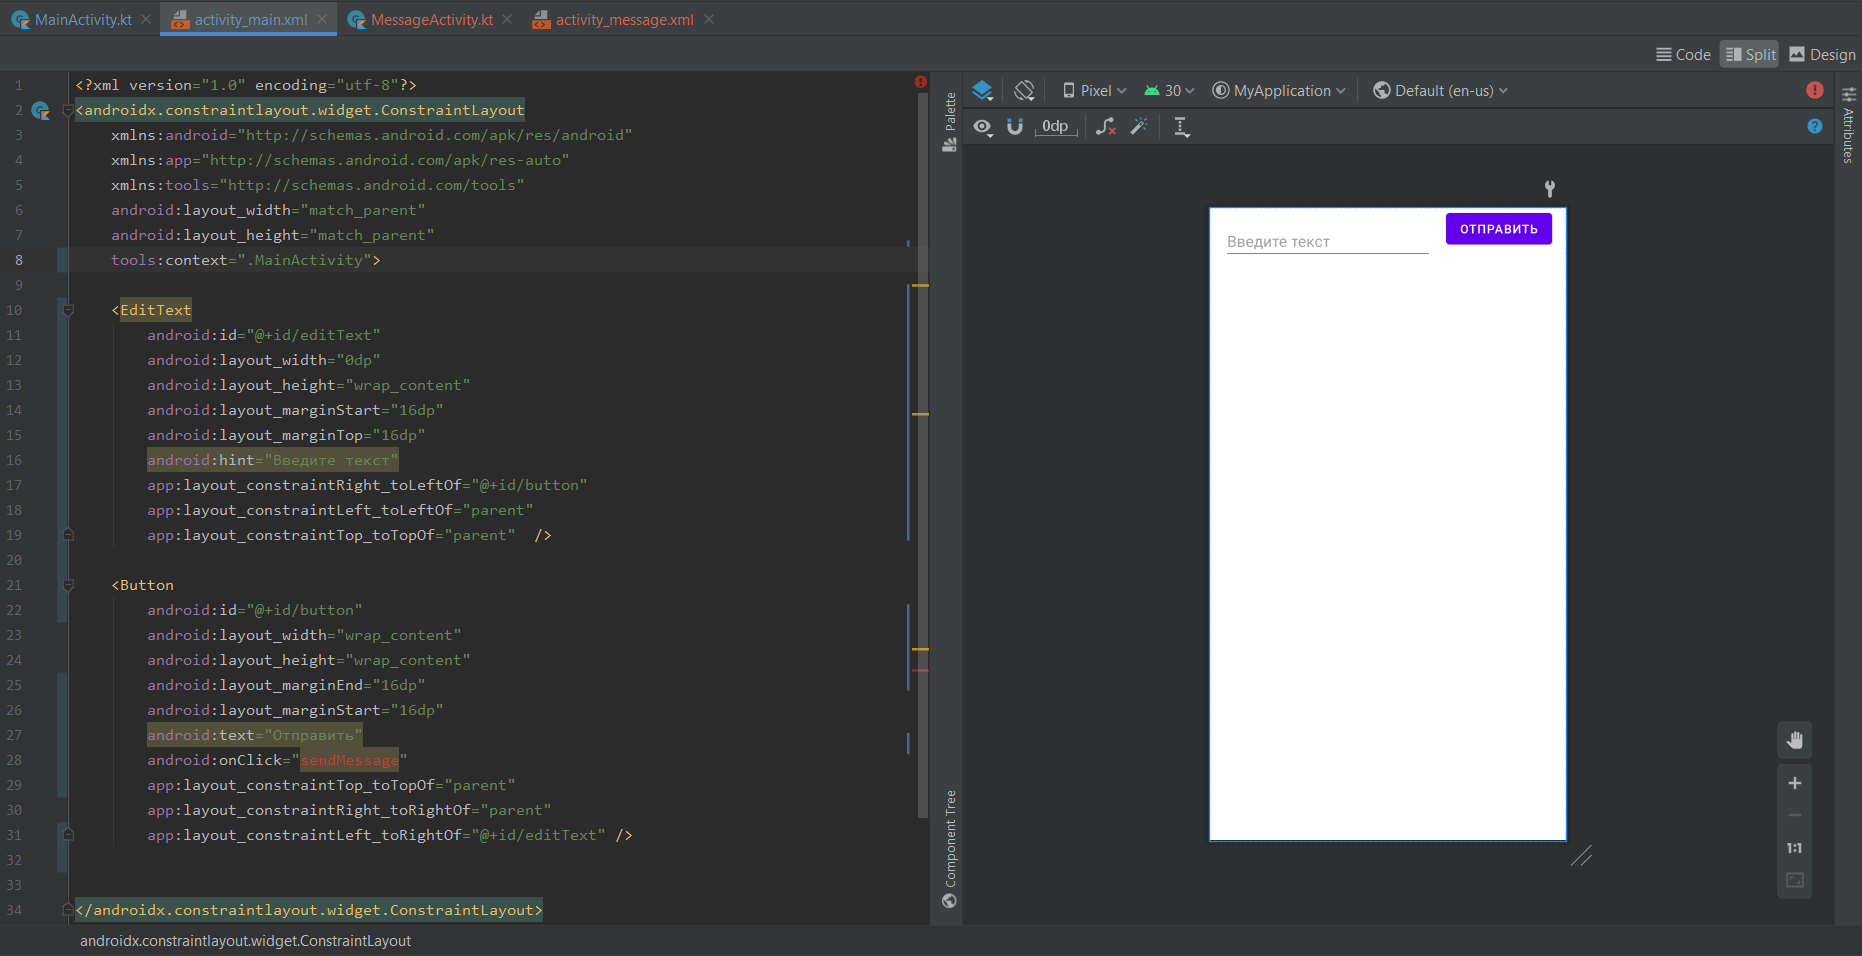 MainActivity.kt
activity_main.xml
MessageActivity.kt
activity_message.xml
Code
Split
Design
1 <?xml version="1.0" encoding="utf-8"?>
2 <androidx.constraintlayout.widget.ConstraintLayout
3 xmlns:android="http://schemas.android.com/apk/res/android"
4 xmlns:app="http://schemas.android.com/apk/res-auto"
5 xmlns:tools="http://schemas.android.com/tools"
6 android:layout_width="match_parent"
7 android:layout_height="match_parent"
8 tools:context=".MainActivity">
9
10 <EditText
11 android:id="@+id/editText"
12 android:layout_width="0dp"
13 android:layout_height="wrap_content"
14 android:layout_marginStart="16dp"
15 android:layout_marginTop="16dp"
16 android:hint="Введите текст"
17 app:layout_constraintRight_toLeftOf="@+id/button"
18 app:layout_constraintLeft_toLeftOf="parent"
19 app:layout_constraintTop_toTopOf="parent"  />
20
21 <Button
22 android:id="@+id/button"
23 android:layout_width="wrap_content"
24 android:layout_height="wrap_content"
25 android:layout_marginEnd="16dp"
26 android:layout_marginStart="16dp"
27 android:text="Отправить"
28 android:onClick="sendMessage"
29 app:layout_constraintTop_toTopOf="parent"
30 app:layout_constraintRight_toRightOf="parent"
31 app:layout_constraintLeft_toRightOf="@+id/editText" />
32
33
34 </androidx.constraintlayout.widget.ConstraintLayout>
androidx.constraintlayout.widget.ConstraintLayout
Palette
Component Tree
Pixel
30
MyApplication
Default (en-us)
0dp
Введите текст
ОТПРАВИТЬ
1:1
Attributes